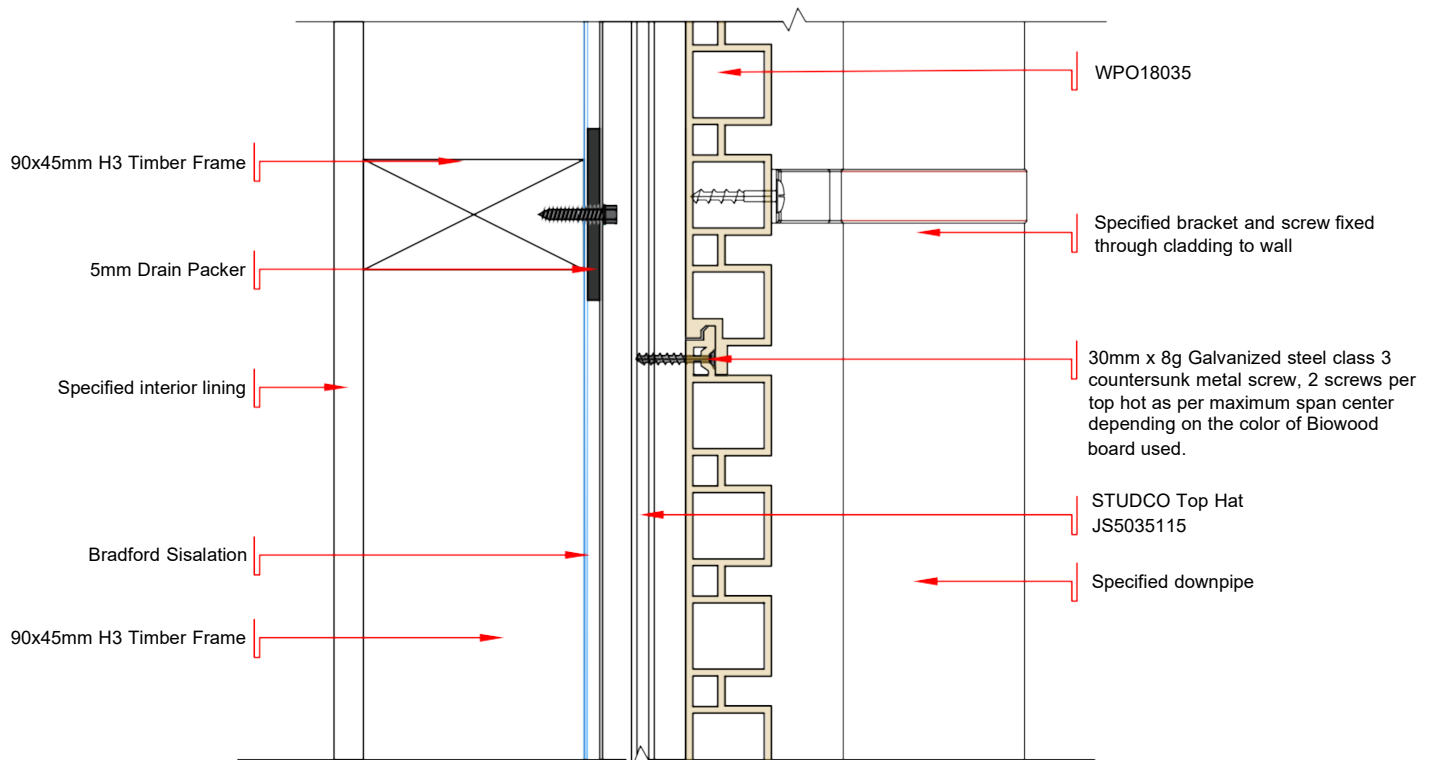 90x45mm H3 Timber Frame
5mm Drain Packer
Specified interior lining
Bradford Sisalation
90x45mm H3 Timber Frame
WPO18035
Specified bracket and screw fixed
through cladding to wall
30mm x 8g Galvanized steel class 3
countersunk metal screw, 2 screws per
top hot as per maximum span center
depending on the color of Biowood
board used.
STUDCO Top Hat
JS5035115
Specified downpipe